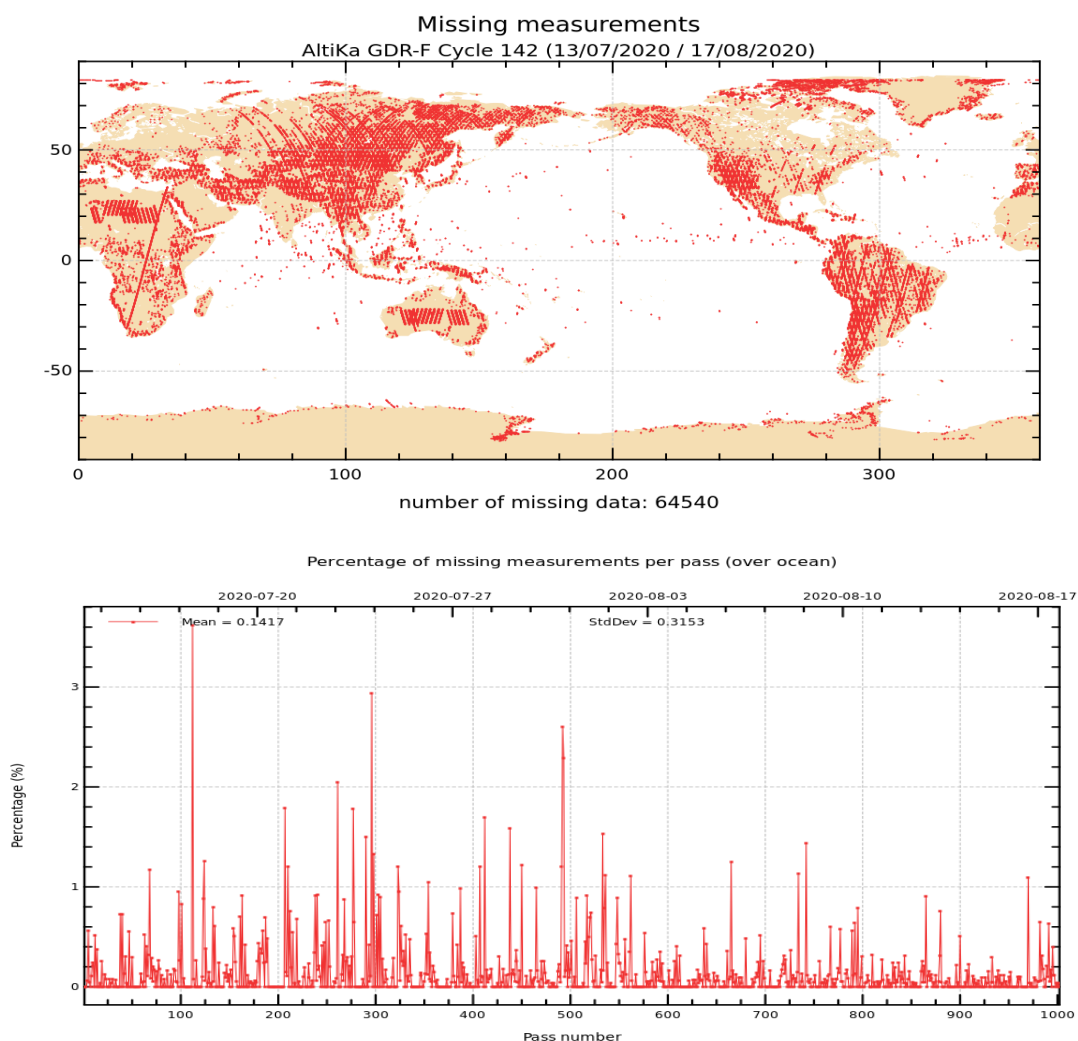 Missing measurements
AltiKa GDR-F Cycle 142 (13/07/2020 / 17/08/2020)
50
0
-50
0 100 200 300
number of missing data: 64540
Percentage of missing measurements per pass (over ocean)
2020-07-20 2020-07-27 2020-08-03 2020-08-10 2020-08-17
Mean = 0.1417 StdDev = 0.3153
3
2
1
0
Percentage (%)
100 200 300 400 500 600 700 800 900 1000
Pass number